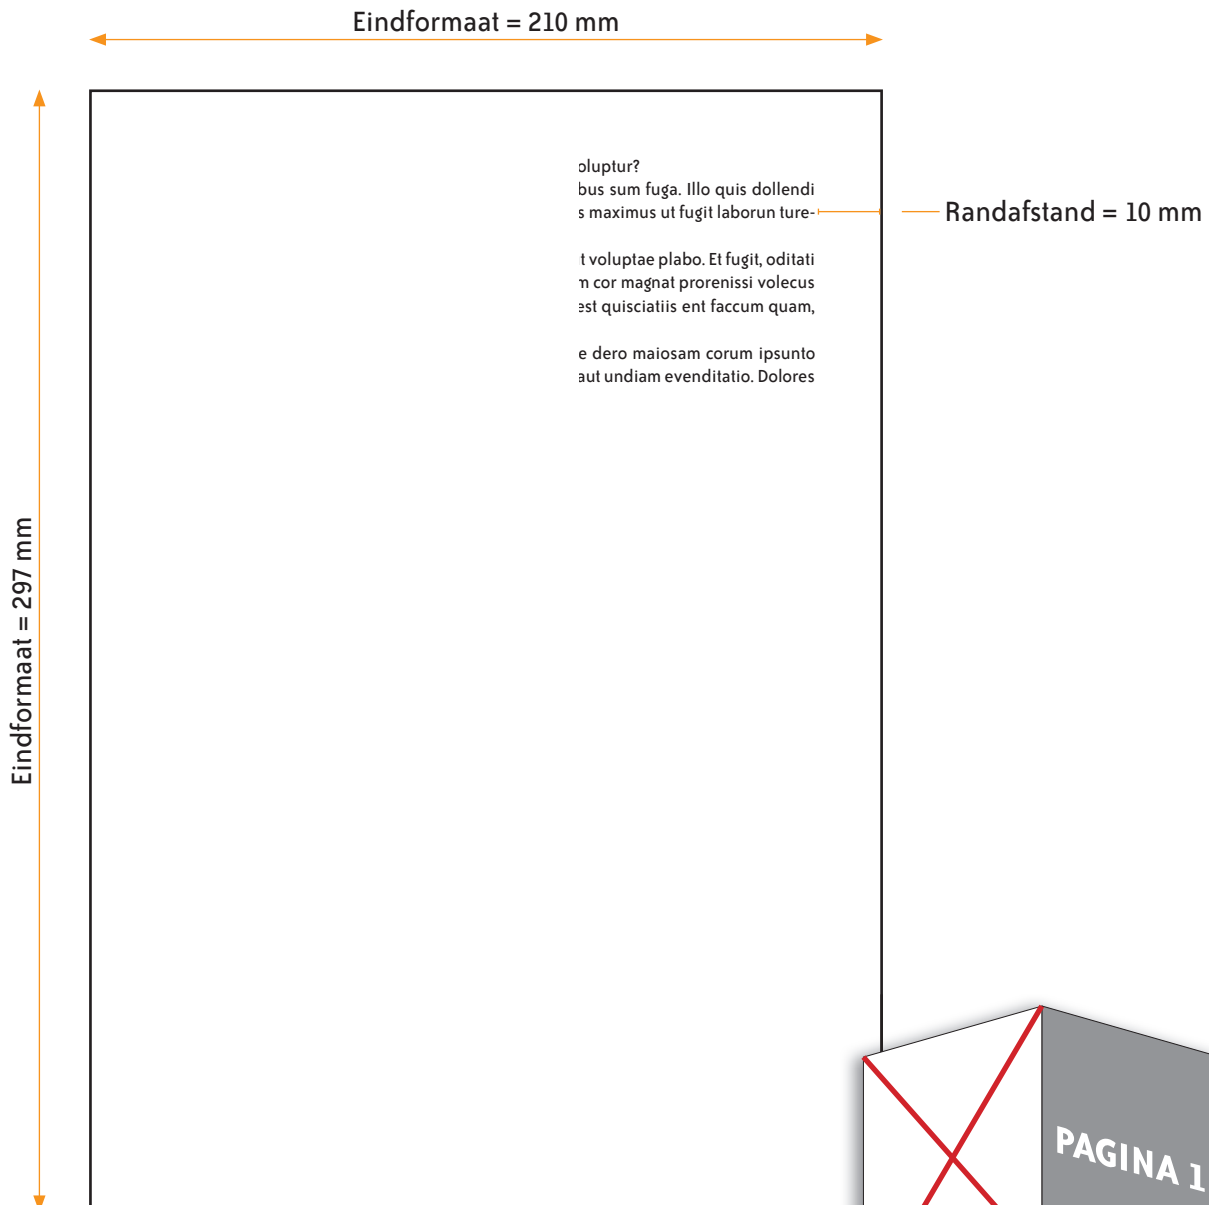 Eindformaat = 210 mm
oluptur?
bus sum fuga. Illo quis dollendi
s maximus ut fugit laborun ture-
Randafstand = 10 mm
t voluptae plabo. Et fugit, oditati
m cor magnat prorenissi volecus
est quisciatiis ent faccum quam,
e dero maiosam corum ipsunto
aut undiam evenditatio. Dolores
Eindformaat = 297 mm
PAGINA 1